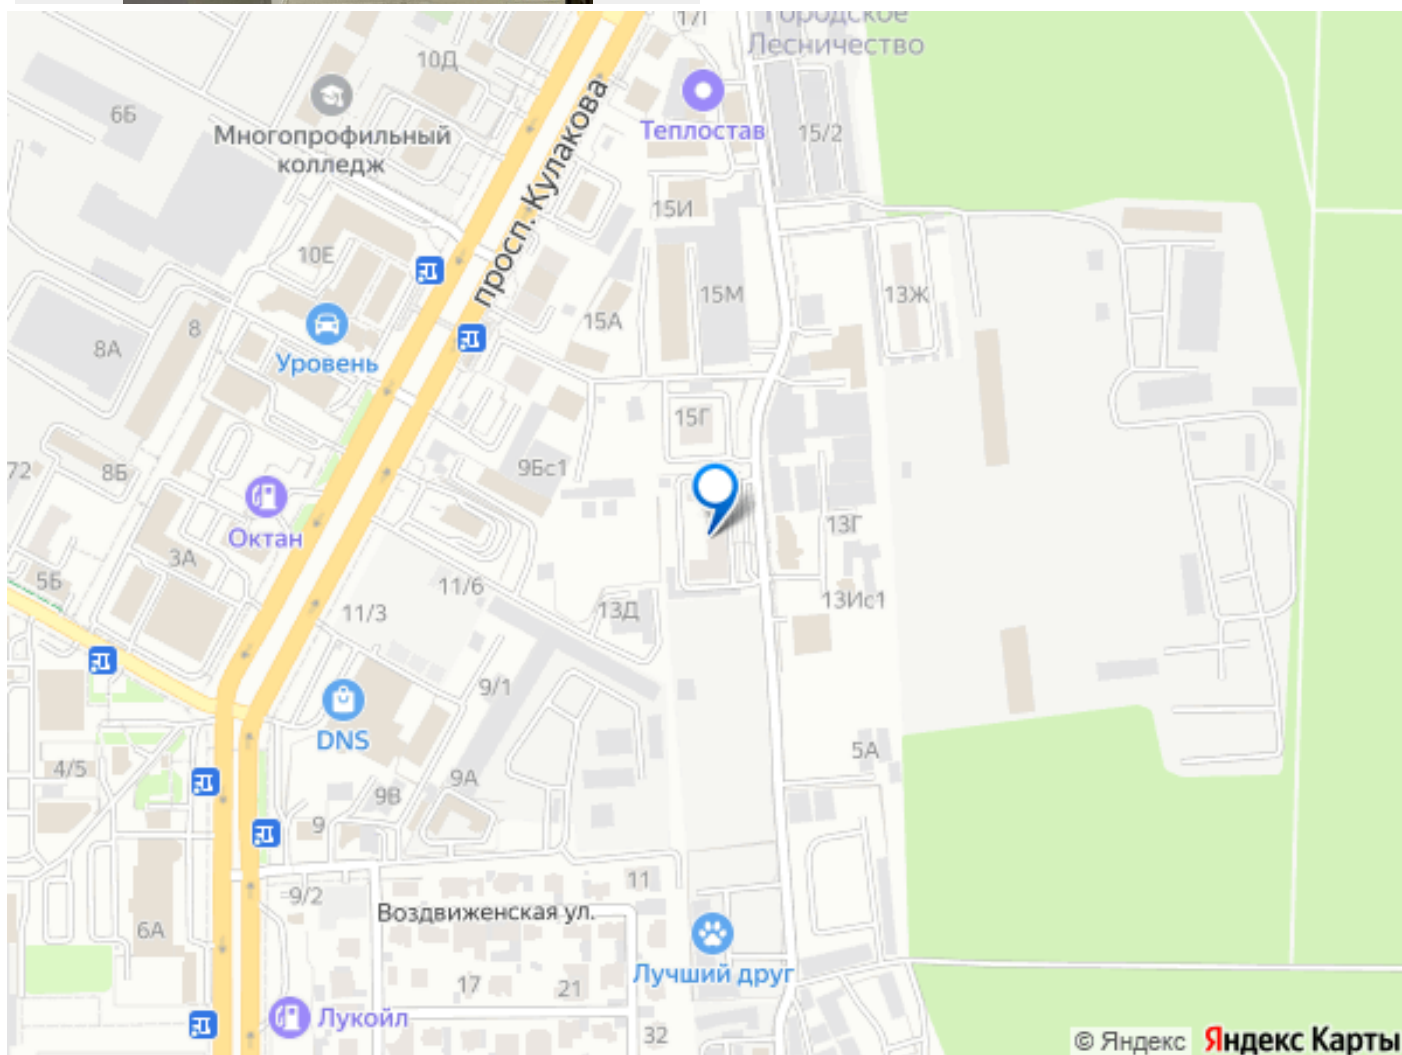 17Г
Городское
Лесничество
10Д
6Б
Многопрофильный
колледж
просп. Кулакова
Теплостав
15/2
15И
10Е
15М
13Ж
15А
8
8А
Уровень
15Г
72
8Б
9Бс1
Октан
13Г
3А
5Б
11/6
11/3
13Д
13Ис1
9/1
DNS
5А
4/5
9А
9В
9
11
9/2
Воздвиженская ул.
6А
Лучший друг
17
21
Лукойл
32
© Яндекс
Яндекс Карты